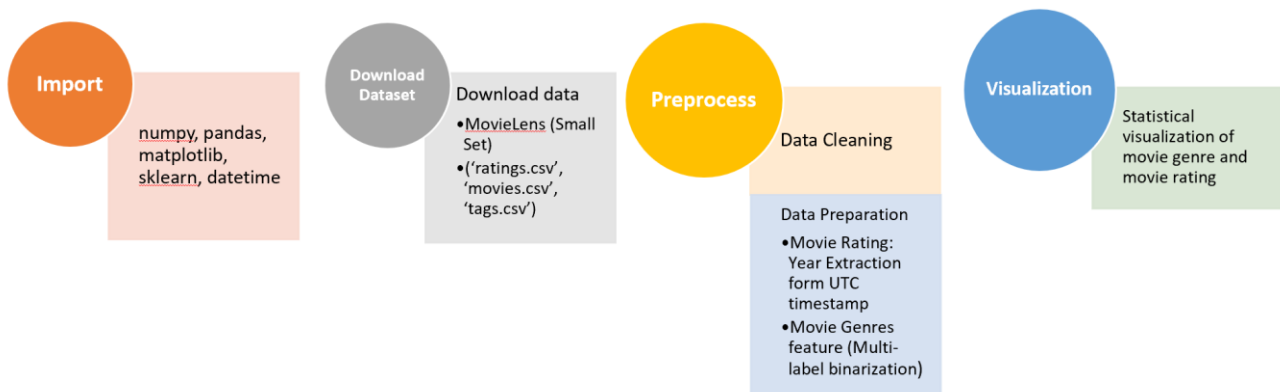 Import
numpy, pandas,
matplotlib,
sklearn, datetime
Download
Dataset
Download data
•MovieLens (Small
Set)
•(‘ratings.csv’,
‘movies.csv’,
‘tags.csv’)
Preprocess
Data Cleaning
Data Preparation
•Movie Rating:
Year Extraction
form UTC
timestamp
•Movie Genres
feature (Multi-
label binarization)
Visualization
Statistical
visualization of
movie genre and
movie rating